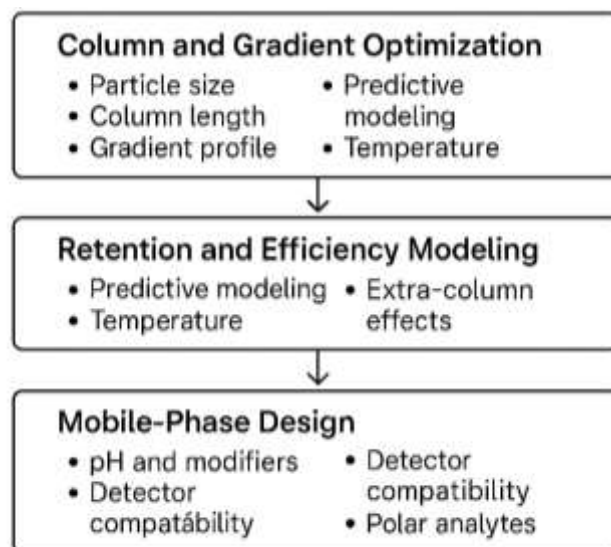 Column and Gradient Optimization
• Particle size
• Column length
• Gradient profile
• Predictive
modeling
• Temperature
Retention and Efficiency Modeling
• Predictive modeling
• Temperature
• Extra-column
effects
Mobile-Phase Design
• pH and modifiers
• Detector
compatábility
• Detector
compatibility
• Polar analytes